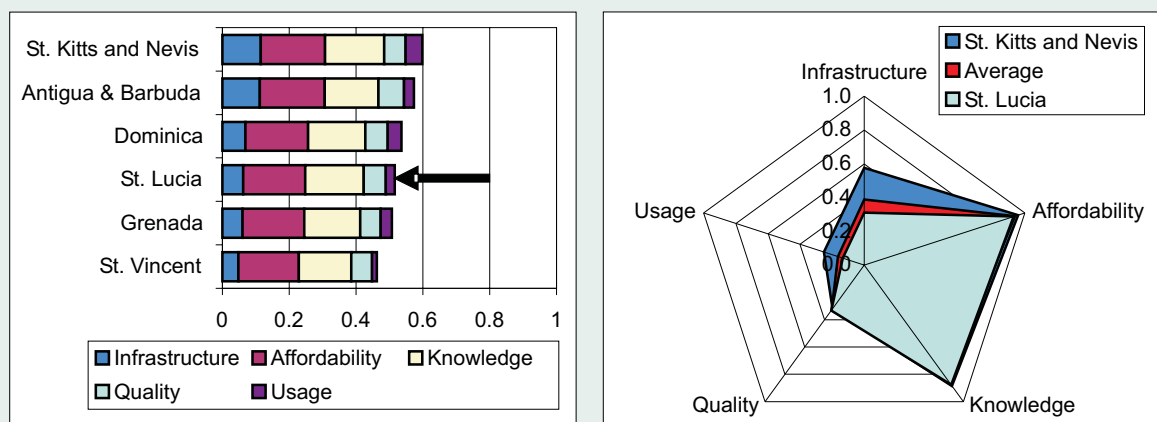 St. Kitts and Nevis
Antigua & Barbuda
Dominica
St. Lucia
Grenada
St. Vincent
0 0.2 0.4 0.6 0.8 1
Infrastructure Affordability Knowledge
Quality Usage
St. Kitts and Nevis
Average
St. Lucia
Infrastructure
1.0
0.8
0.6
0.4
0.2
0.0
Usage
Affordability
Quality
Knowledge